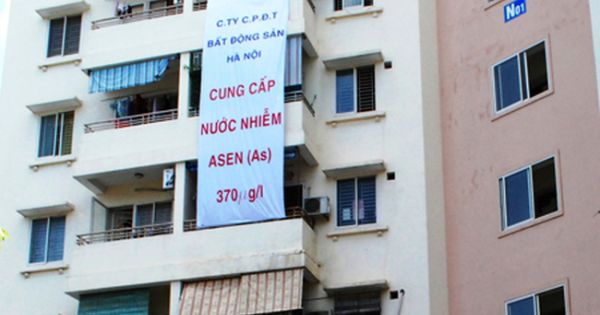 C.TY C.P.Đ.T
BẤT ĐỘNG SẢN
HÀ NỘI
CUNG CẤP
NƯỚC NHIỄM
ASEN (As)
370µg/l
N01